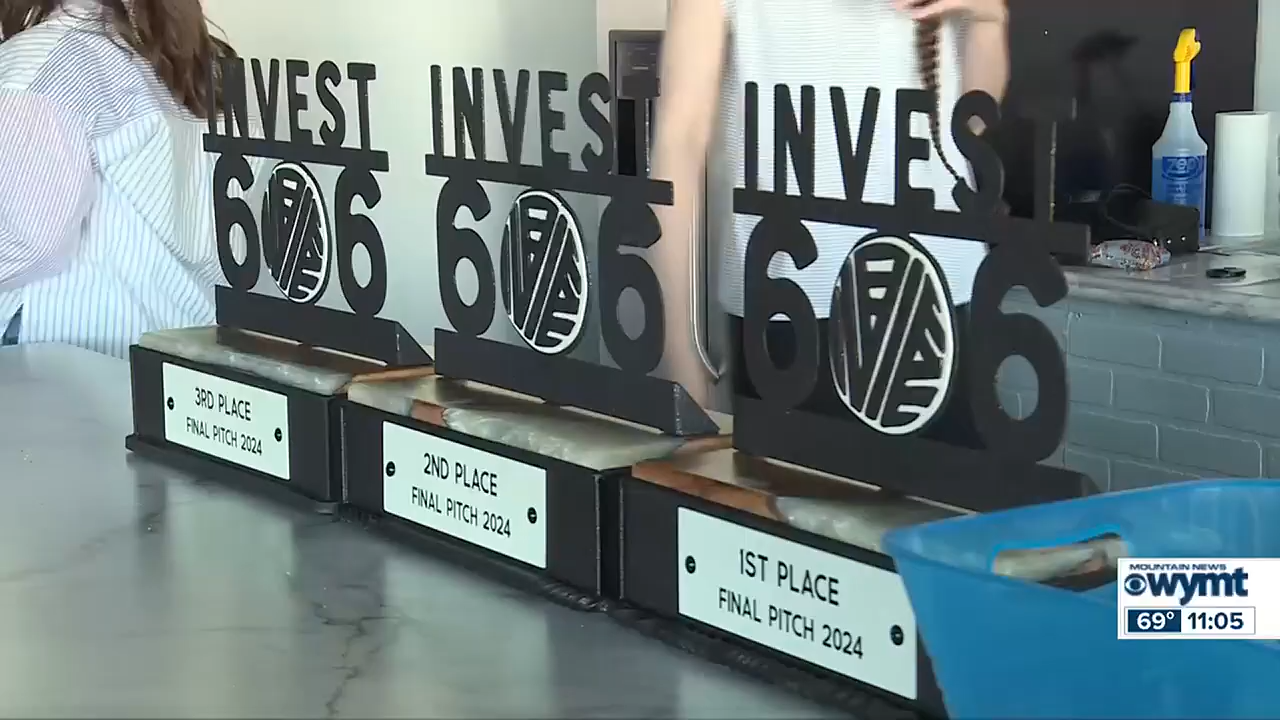 INVEST
606
3RD PLACE
FINAL PITCH 2024
INVEST
606
2ND PLACE
FINAL PITCH 2024
INVEST
606
1ST PLACE
FINAL PITCH 2024
zep
MOUNTAIN NEWS
wymt
69° 11:05